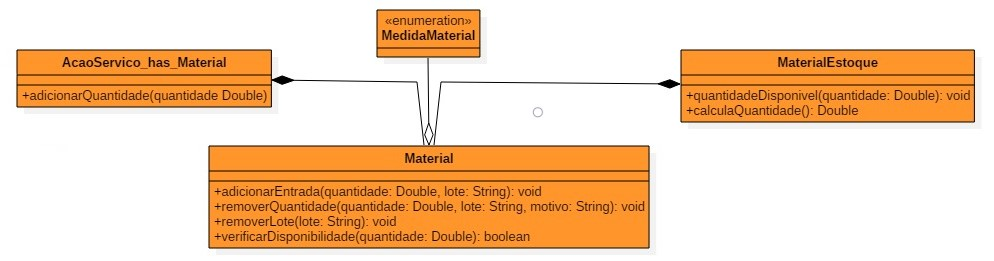 «enumeration»
MedidaMaterial
AcaoServico_has_Material
+adicionarQuantidade(quantidade Double)
MaterialEstoque
+quantidadeDisponivel(quantidade: Double): void
+calculaQuantidade(): Double
Material
+adicionarEntrada(quantidade: Double, lote: String): void
+removerQuantidade(quantidade: Double, lote: String, motivo: String): void
+removerLote(lote: String): void
+verificarDisponibilidade(quantidade: Double): boolean